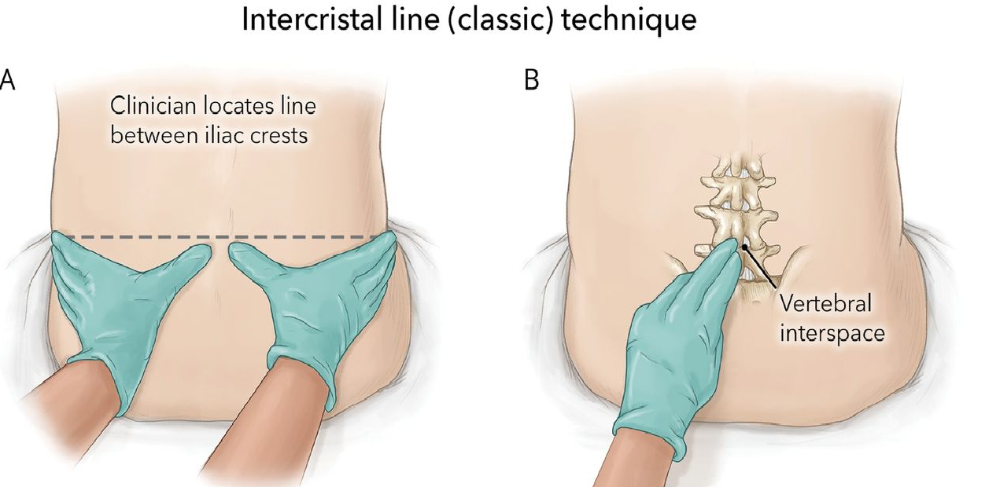 Intercristal line (classic) technique
A
Clinician locates line
between iliac crests
B
Vertebral
interspace